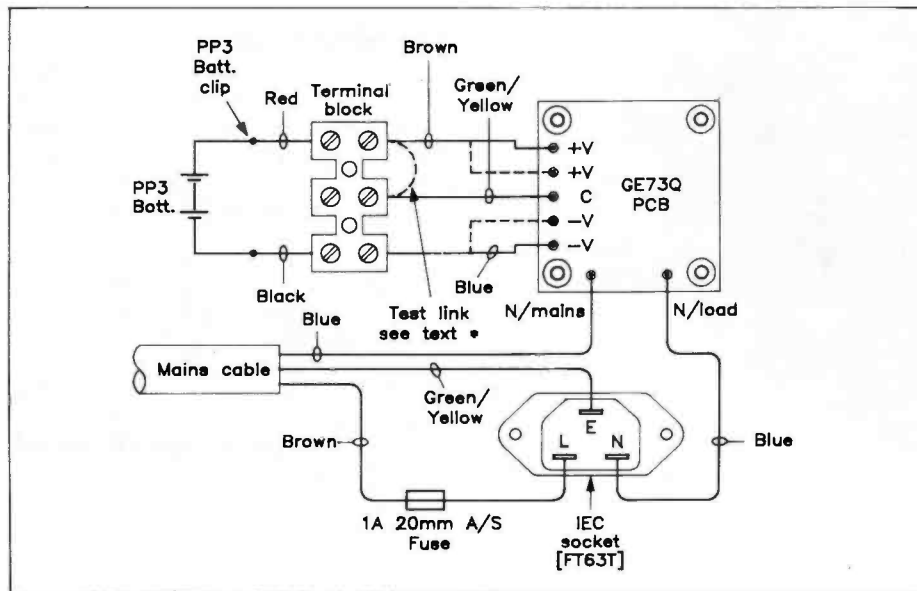 PP3
Batt.
clip
Red
Terminal
block
Brown
Green/
Yellow
+V
+V
C
−V
−V
GE73Q
PCB
PP3
Batt.
Black
Blue
Test link
see text *
N/mains
N/load
Blue
Mains cable
Green/
Yellow
Brown
E
L N
Blue
1A 20mm A/S
Fuse
IEC
socket
[FT63T]